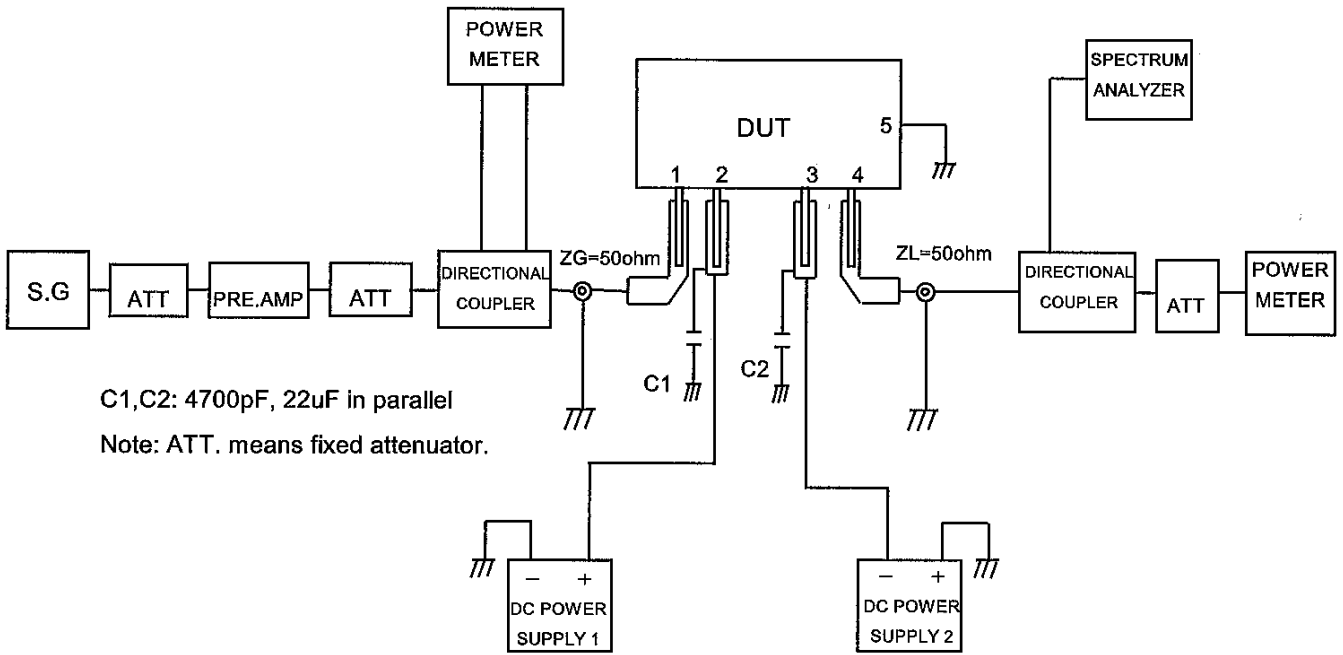 POWER
METER
SPECTRUM
ANALYZER
DUT
5
1
2
3
4
ZG=50ohm
ZL=50ohm
S.G
ATT
PRE.AMP
ATT
DIRECTIONAL
COUPLER
DIRECTIONAL
COUPLER
ATT
POWER
METER
C1
C2
C1,C2: 4700pF, 22uF in parallel
Note: ATT. means fixed attenuator.
− +
DC POWER
SUPPLY 1
− +
DC POWER
SUPPLY 2